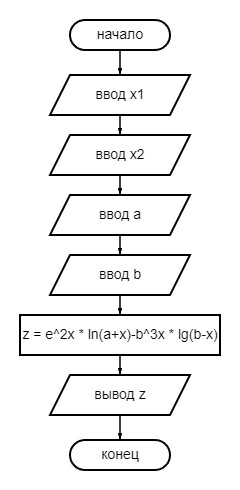 начало
ввод x1
ввод x2
ввод a
ввод b
z = e^2x * ln(a+x)-b^3x * lg(b-x)
вывод z
конец